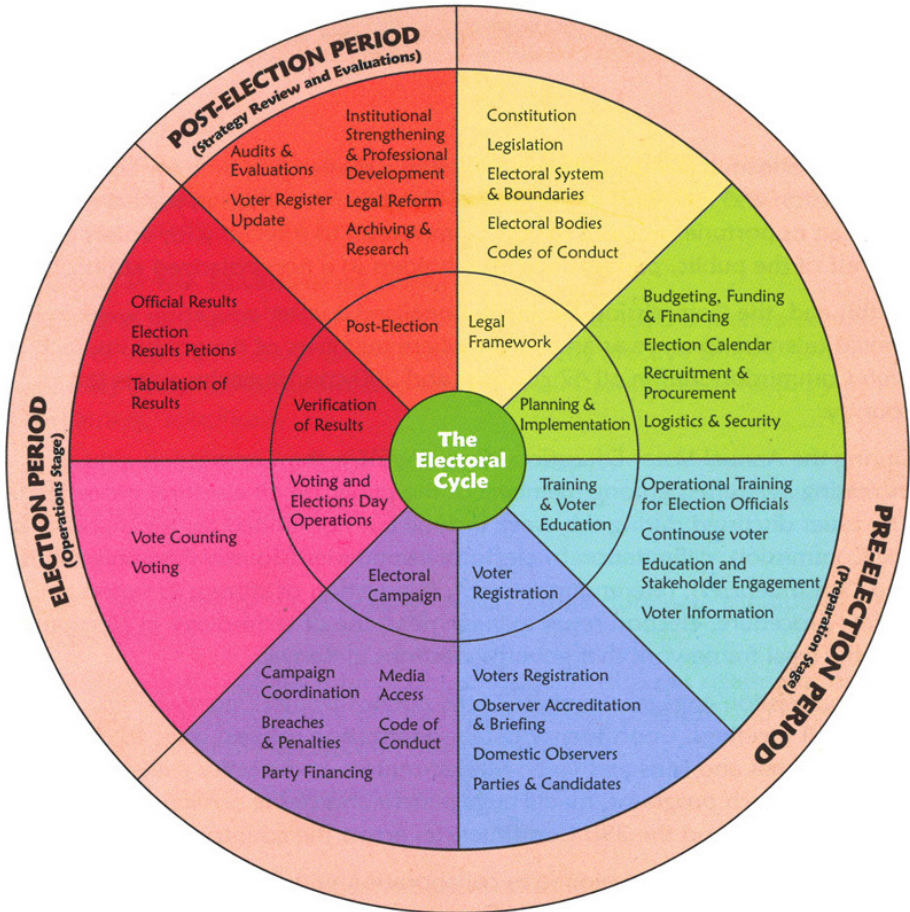 POST-ELECTION PERIOD
(Strategy Review and Evaluations)
Audits &
Evaluations
Voter Register
Update
Institutional
Strengthening
& Professional
Development
Legal Reform
Archiving &
Research
Post-Election
Constitution
Legislation
Electoral System
& Boundaries
Electoral Bodies
Codes of Conduct
Legal
Framework
Budgeting, Funding
& Financing
Election Calendar
Recruitment &
Procurement
Logistics & Security
Planning &
Implementation
The
Electoral
Cycle
PRE-ELECTION PERIOD
(Preparation Stage)
Training
& Voter
Education
Operational Training
for Election Officials
Continouse voter
Education and
Stakeholder Engagement
Voter Information
Voter
Registration
Voters Registration
Observer Accreditation
& Briefing
Domestic Observers
Parties & Candidates
Electoral
Campaign
Campaign
Coordination
Breaches
& Penalties
Party Financing
Media
Access
Code of
Conduct
ELECTION PERIOD
(Operations Stage)
Voting and
Elections Day
Operations
Vote Counting
Voting
Verification
of Results
Official Results
Election
Results Petions
Tabulation of
Results